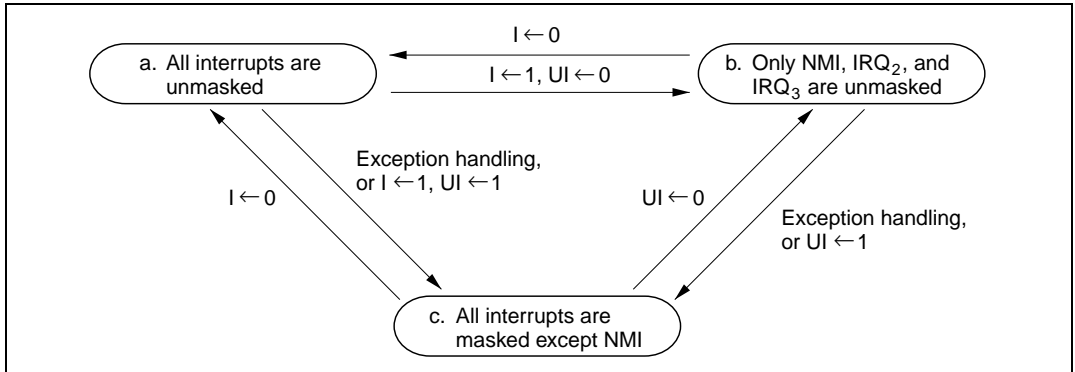 I ← 0
a. All interrupts are
unmasked
I ← 1, UI ← 0
b. Only NMI, IRQ₂, and
IRQ₃ are unmasked
Exception handling,
or I ← 1, UI ← 1
I ← 0
UI ← 0
Exception handling,
or UI ← 1
c. All interrupts are
masked except NMI